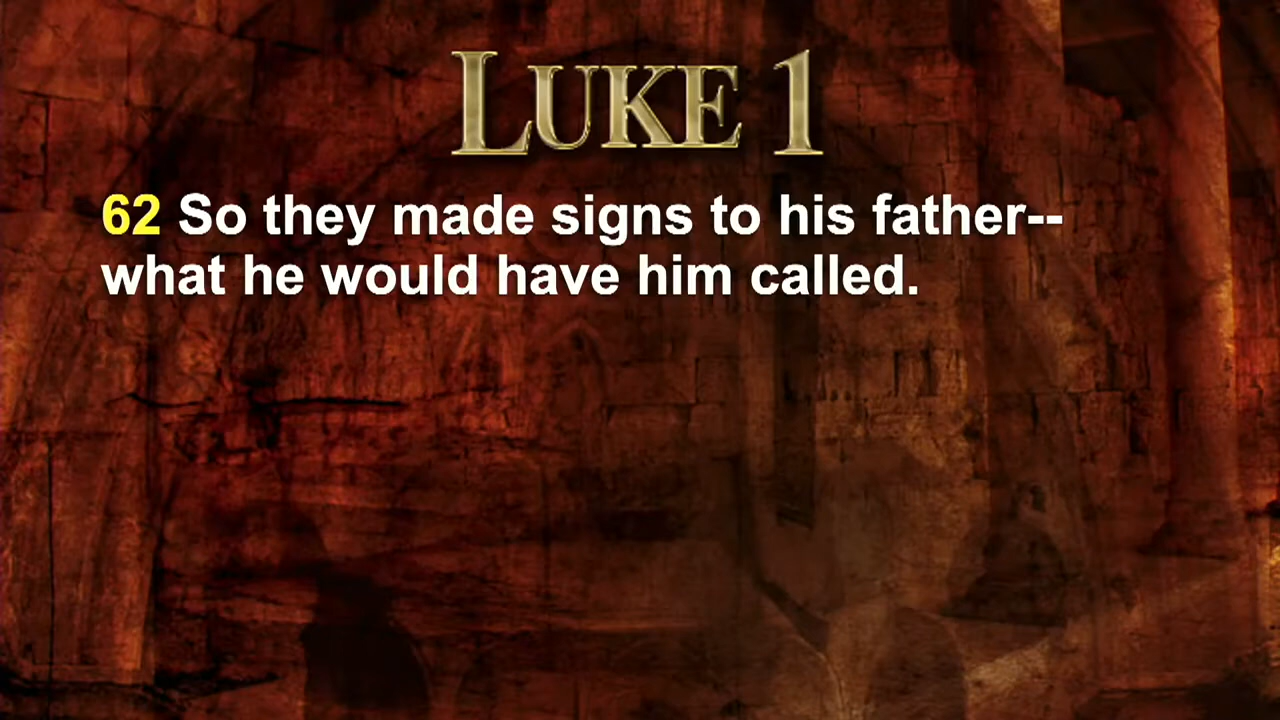 LUKE 1
62 So they made signs to his father--
what he would have him called.